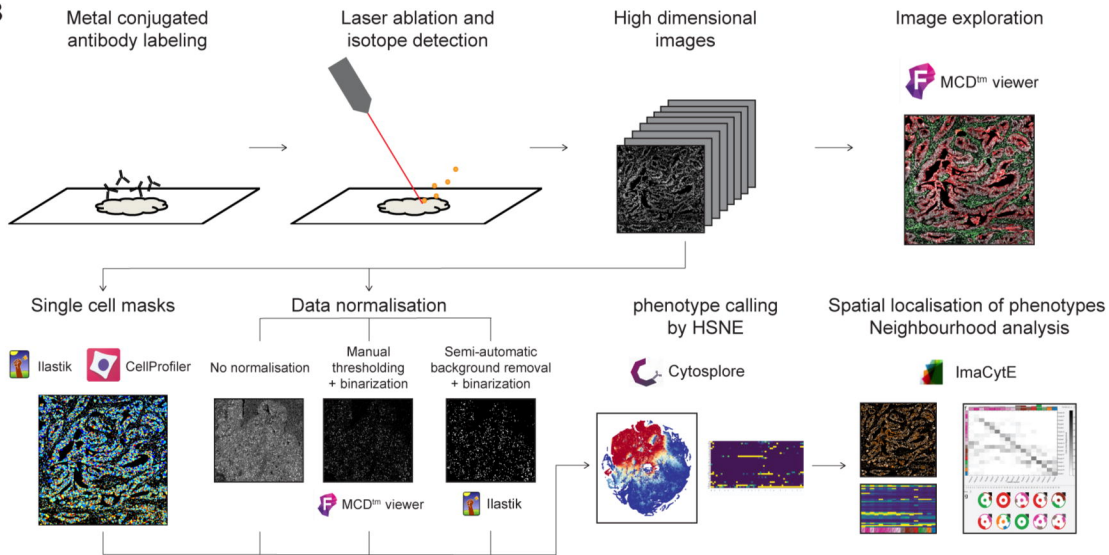 B
Metal conjugated
antibody labeling
Laser ablation and
isotope detection
High dimensional
images
Image exploration
F MCDtm viewer
Single cell masks
Ilastik
CellProfiler
Data normalisation
No normalisation
Manual
thresholding
+ binarization
Semi-automatic
background removal
+ binarization
F MCDtm viewer
Ilastik
phenotype calling
by HSNE
Cytosplore
Spatial localisation of phenotypes
Neighbourhood analysis
ImaCytE